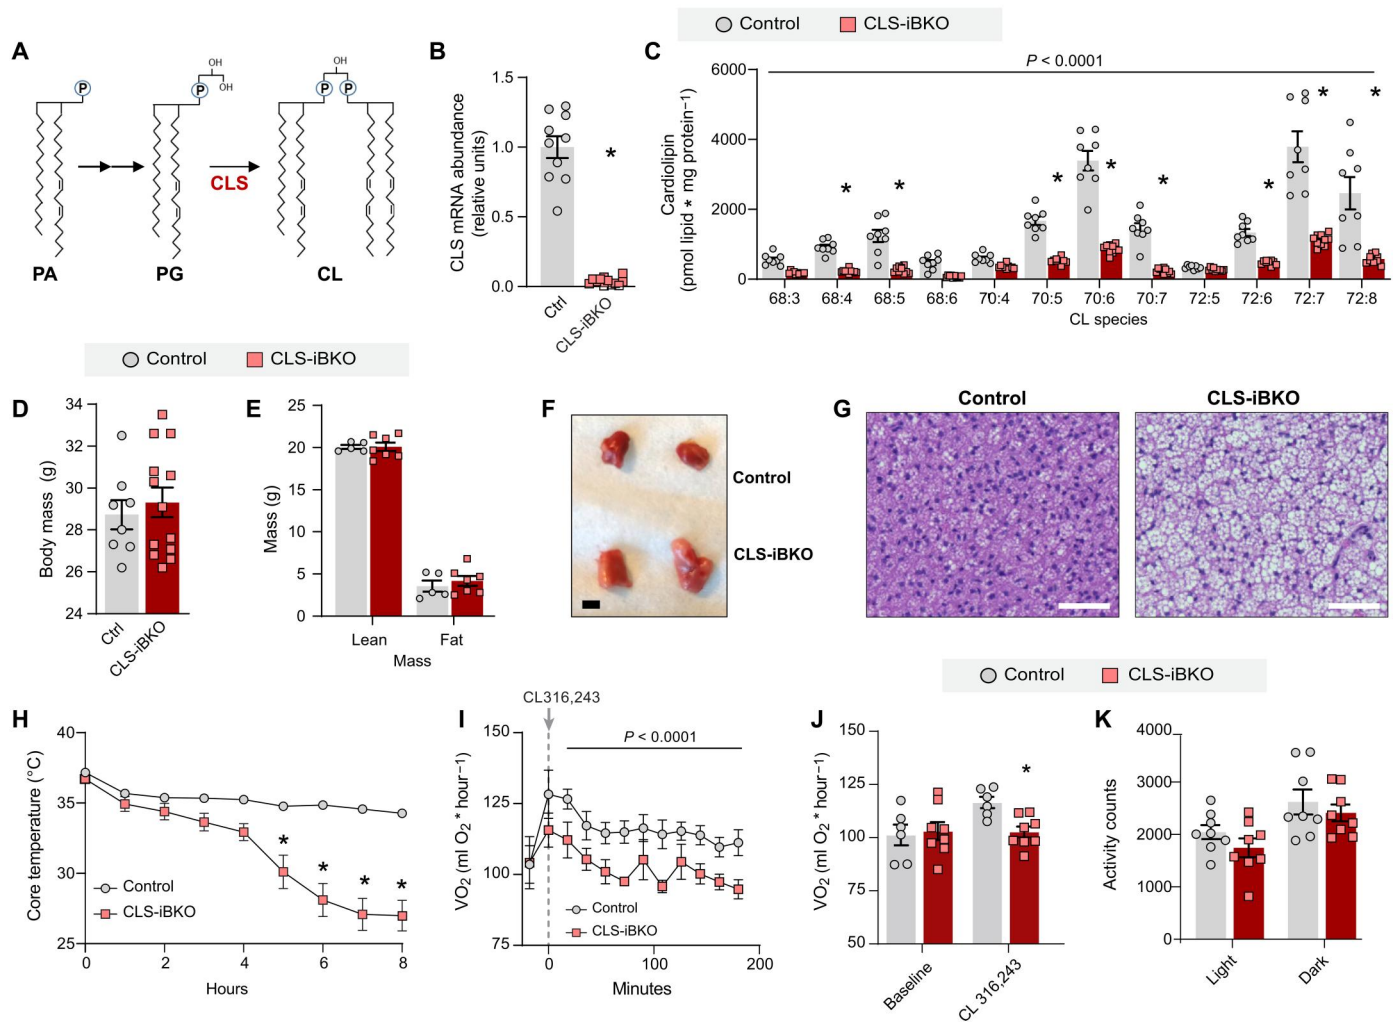 Control CLS-iBKO
A
P
OH
OH
P
OH
P P
CLS
PA PG CL
B
CLS mRNA abundance
(relative units)
1.5
1.0
0.5
0.0
*
Ctrl
CLS-iBKO
C
P < 0.0001
Cardiolipin
(pmol lipid * mg protein−1)
6000
4000
2000
0
* * * * * * * *
68:3 68:4 68:5 68:6 70:4 70:5 70:6 70:7 72:5 72:6 72:7 72:8
CL species
Control CLS-iBKO
D
Body mass (g)
34
32
30
28
26
24
Ctrl
CLS-iBKO
E
Mass (g)
25
20
15
10
5
0
Lean Fat
Mass
F
Control
CLS-iBKO
G
Control CLS-iBKO
Control CLS-iBKO
H
Core temperature (°C)
40
35
30
25
* * * *
Control
CLS-iBKO
0 2 4 6 8
Hours
I
CL316,243
P < 0.0001
VO2 (ml O2 * hour−1)
150
125
100
75
Control
CLS-iBKO
0 100 200
Minutes
J
VO2 (ml O2 * hour−1)
150
125
100
75
50
*
Baseline
CL 316,243
K
Activity counts
4000
3000
2000
1000
0
Light
Dark